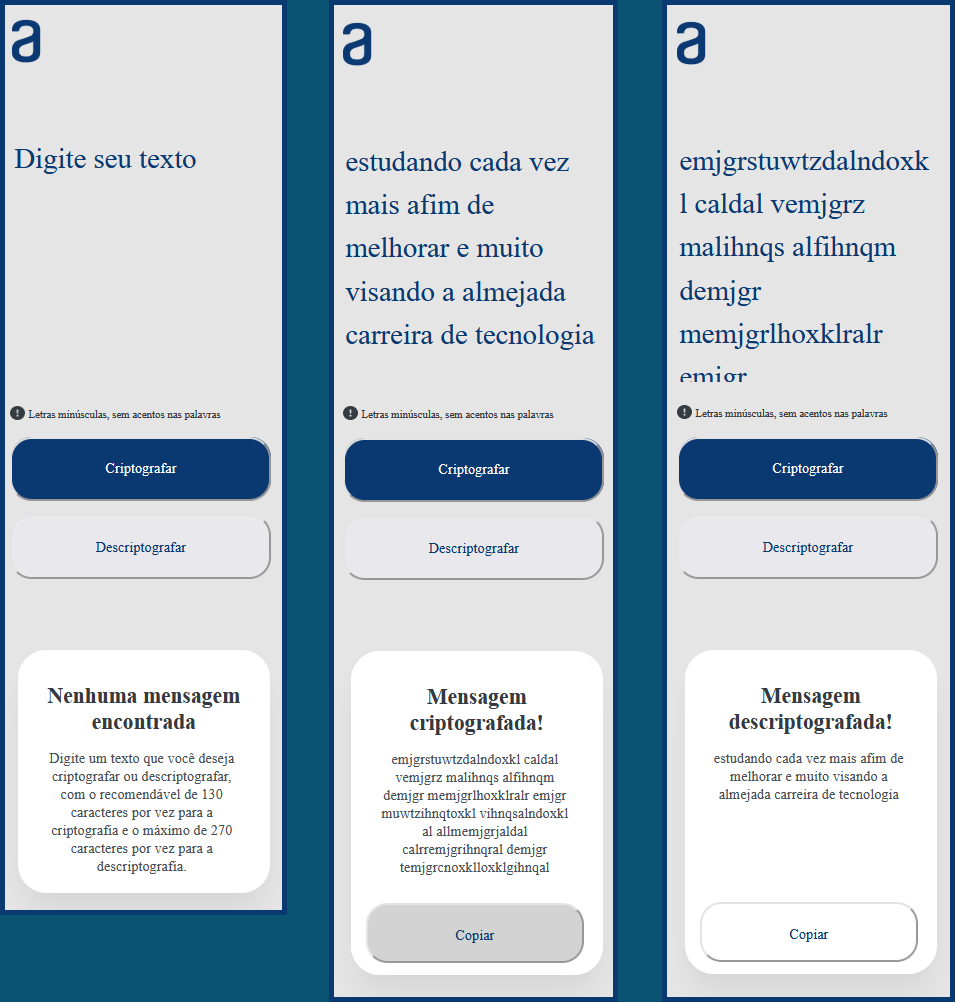 a
Digite seu texto
Letras minúsculas, sem acentos nas palavras
Criptografar
Descriptografar
Nenhuma mensagem
encontrada
Digite um texto que você deseja
criptografar ou descriptografar,
com o recomendável de 130
caracteres por vez para a
criptografia e o máximo de 270
caracteres por vez para a
descriptografia.
a
estudando cada vez
mais afim de
melhorar e muito
visando a almejada
carreira de tecnologia
Letras minúsculas, sem acentos nas palavras
Criptografar
Descriptografar
Mensagem
criptografada!
emjgrstuwtzdalndoxkl caldal
vemjgrz malihnqs alfihnqm
demjgr memjgrlhoxklralr emjgr
muwtzihnqtoxkl vihnqsalndoxkl
al allmemjgrjaldal
calrremjgrihnqral demjgr
temjgrcnoxklloxklgihnqal
Copiar
a
emjgrstuwtzdalndoxk
l caldal vemjgrz
malihnqs alfihnqm
demjgr
memjgrlhoxklralr
emjgr
Letras minúsculas, sem acentos nas palavras
Criptografar
Descriptografar
Mensagem
descriptografada!
estudando cada vez mais afim de
melhorar e muito visando a
almejada carreira de tecnologia
Copiar